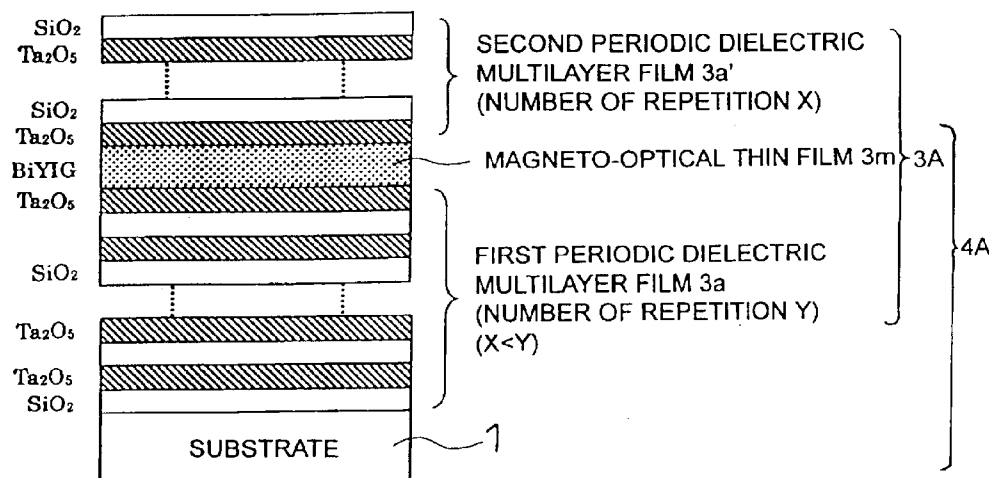 SiO₂
Ta₂O₅
SiO₂
Ta₂O₅
BiYIG
Ta₂O₅
SiO₂
Ta₂O₅
Ta₂O₅
SiO₂
SUBSTRATE
1
SECOND PERIODIC DIELECTRIC
MULTILAYER FILM 3a'
(NUMBER OF REPETITION X)
MAGNETO-OPTICAL THIN FILM 3m
FIRST PERIODIC DIELECTRIC
MULTILAYER FILM 3a
(NUMBER OF REPETITION Y)
(X<Y)
3A
4A